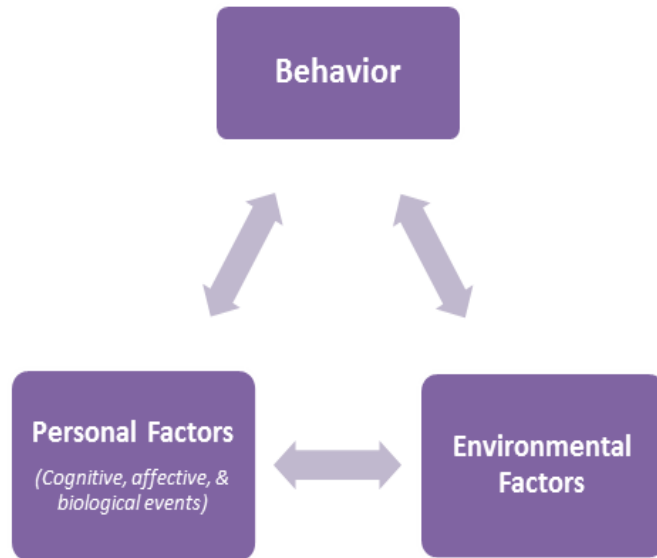 Behavior
Personal Factors
(Cognitive, affective, &
biological events)
Environmental
Factors